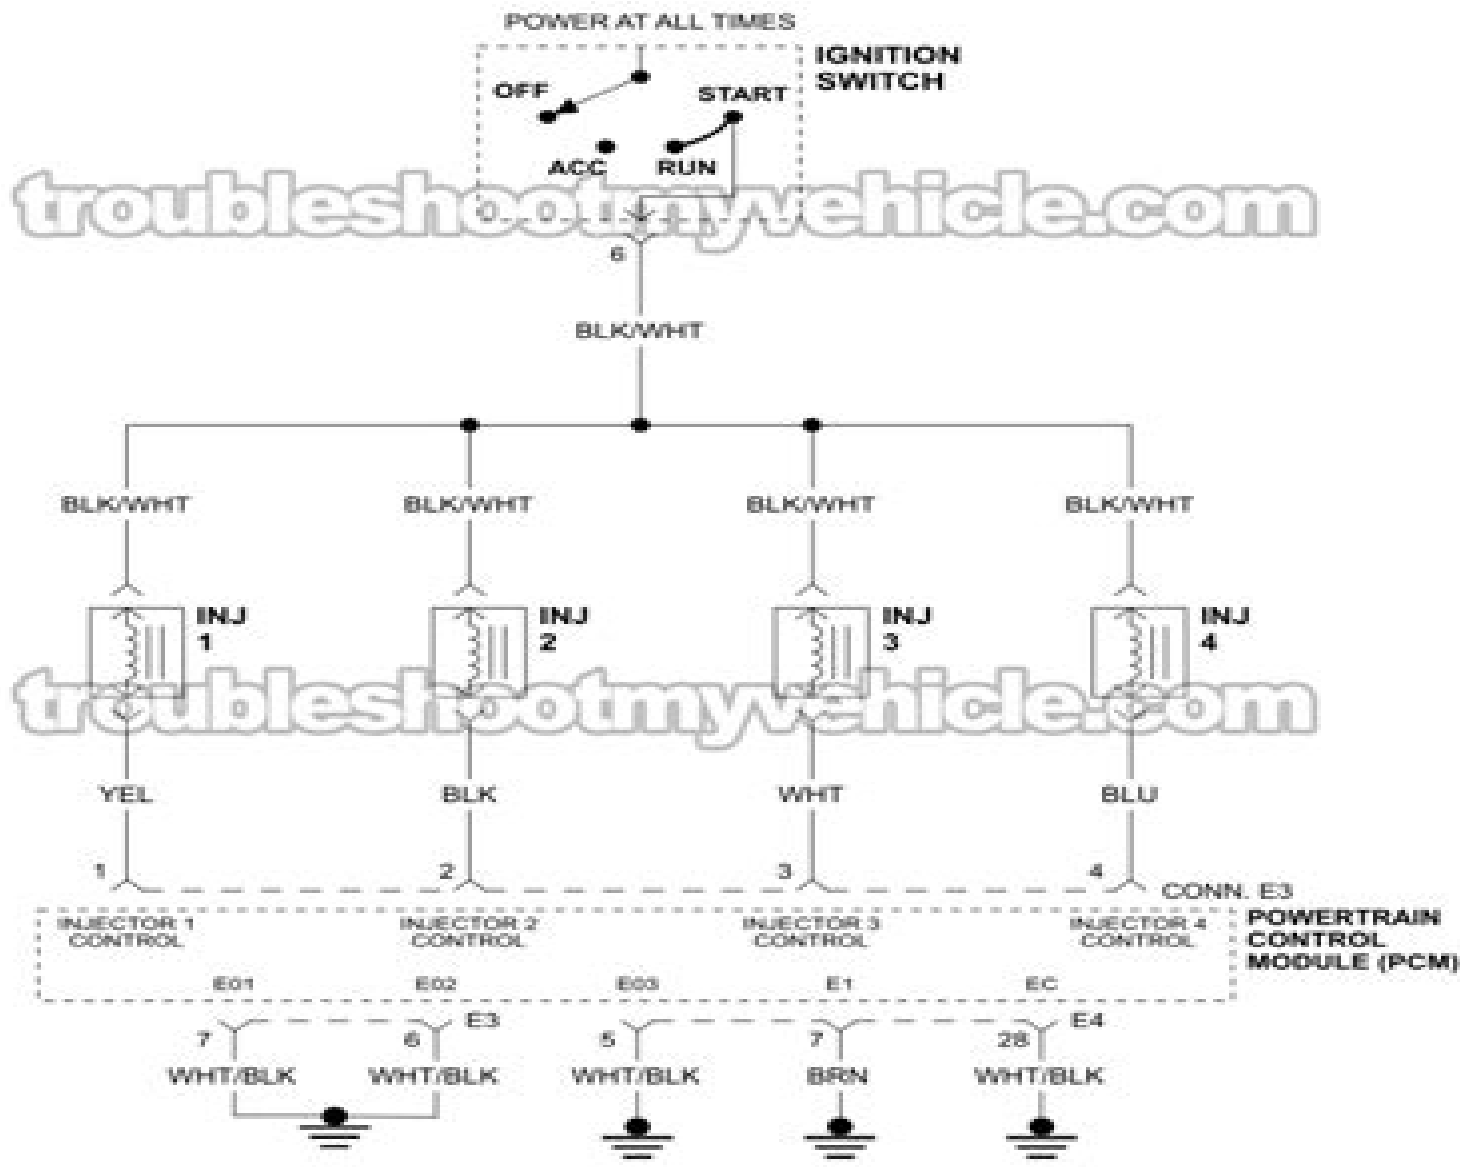 POWER AT ALL TIMES
IGNITION
SWITCH
OFF
START
ACC
RUN
troubleshootmyvehicle.com
6
BLK/WHT
BLK/WHT BLK/WHT BLK/WHT BLK/WHT
INJ
1
INJ
2
INJ
3
INJ
4
troubleshootmyvehicle.com
YEL BLK WHT BLU
1 2 3 4
CONN. E3
INJECTOR 1
CONTROL
INJECTOR 2
CONTROL
INJECTOR 3
CONTROL
INJECTOR 4
CONTROL
POWERTRAIN
CONTROL
MODULE (PCM)
E01 E02 E03 E1 EC
E3
E4
7 6 5 7 28
WHT/BLK WHT/BLK WHT/BLK BRN WHT/BLK